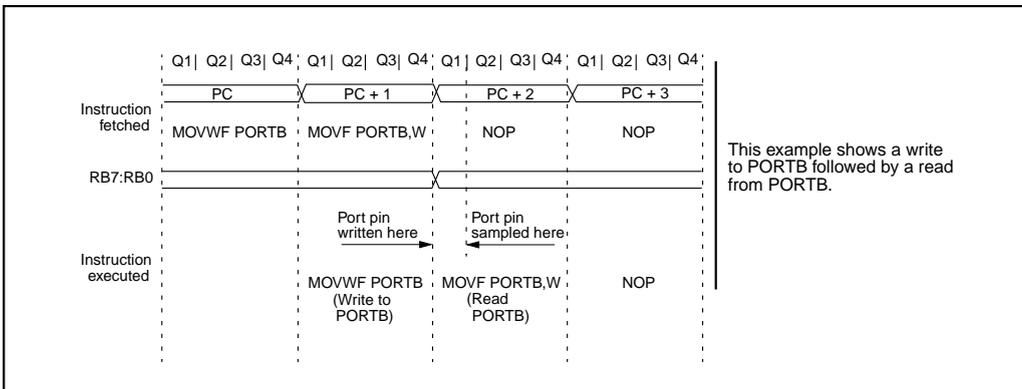 Q1| Q2| Q3| Q4 Q1| Q2| Q3| Q4 Q1| Q2| Q3| Q4 Q1| Q2| Q3| Q4
PC PC + 1 PC + 2 PC + 3
Instruction
fetched
MOVWF PORTB MOVF PORTB,W NOP NOP
This example shows a write
to PORTB followed by a read
from PORTB.
RB7:RB0
Port pin
written here
Port pin
sampled here
Instruction
executed
MOVWF PORTB
(Write to
PORTB)
MOVF PORTB,W
(Read
PORTB)
NOP